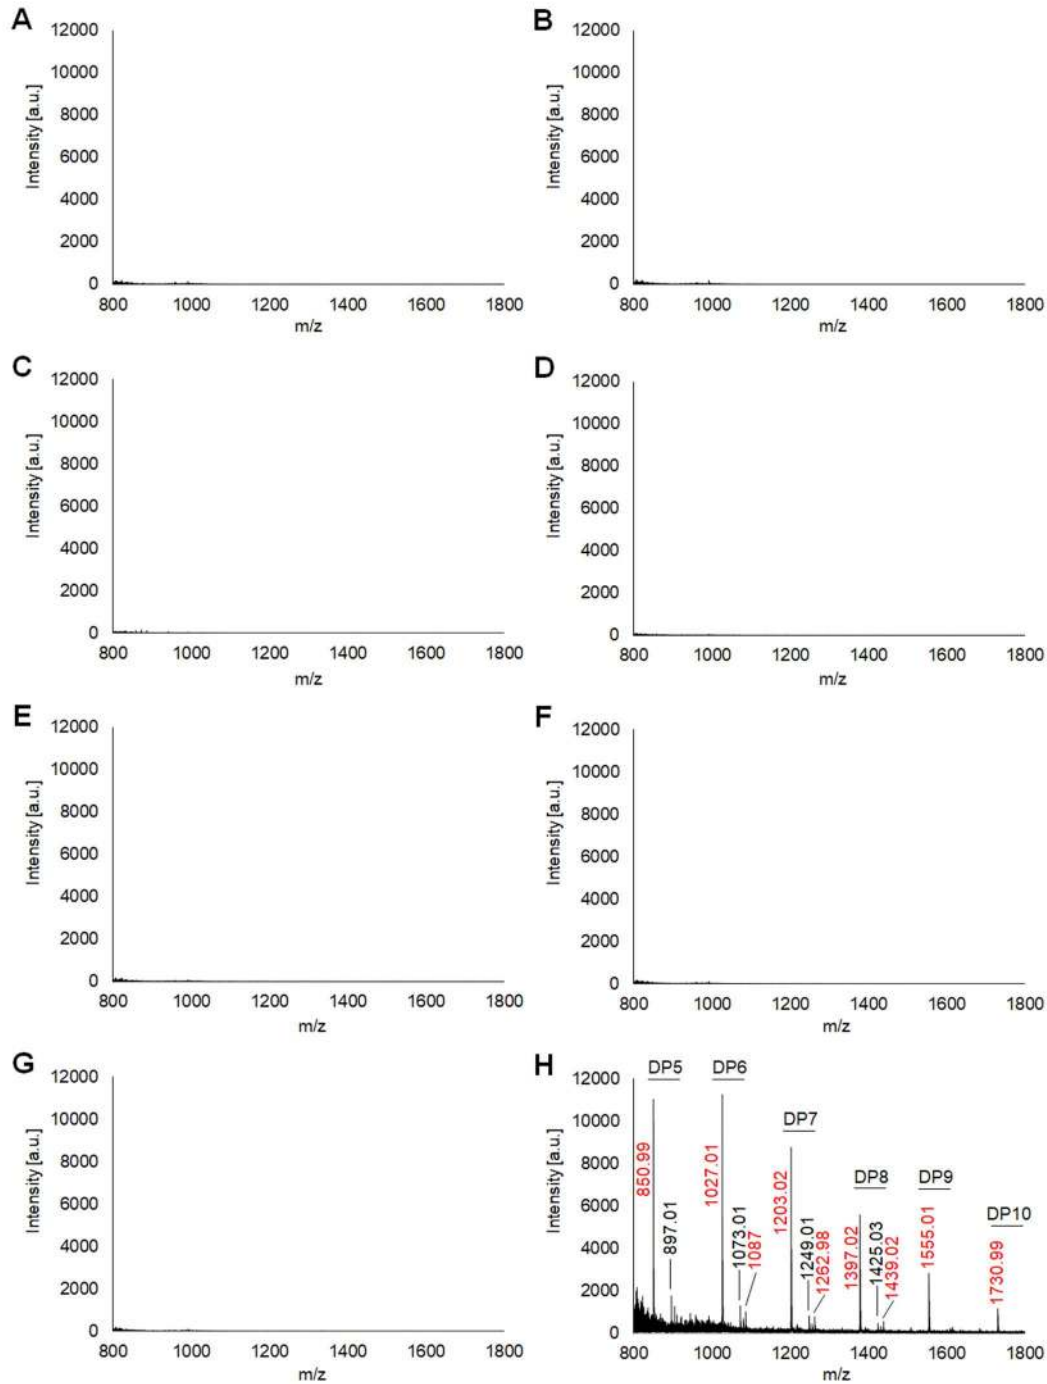 A
Intensity [a.u.]
12000
10000
8000
6000
4000
2000
0
800 1000 1200 1400 1600 1800
m/z
B
Intensity [a.u.]
12000
10000
8000
6000
4000
2000
0
800 1000 1200 1400 1600 1800
m/z
C
Intensity [a.u.]
12000
10000
8000
6000
4000
2000
0
800 1000 1200 1400 1600 1800
m/z
D
Intensity [a.u.]
12000
10000
8000
6000
4000
2000
0
800 1000 1200 1400 1600 1800
m/z
E
Intensity [a.u.]
12000
10000
8000
6000
4000
2000
0
800 1000 1200 1400 1600 1800
m/z
F
Intensity [a.u.]
12000
10000
8000
6000
4000
2000
0
800 1000 1200 1400 1600 1800
m/z
G
Intensity [a.u.]
12000
10000
8000
6000
4000
2000
0
800 1000 1200 1400 1600 1800
m/z
H
Intensity [a.u.]
12000
10000
8000
6000
4000
2000
0
DP5
DP6
DP7
DP8
DP9
DP10
850.99
897.01
1027.01
1073.01
1087
1203.02
1249.01
1262.98
1397.02
1425.03
1439.02
1555.01
1730.99
800 1000 1200 1400 1600 1800
m/z